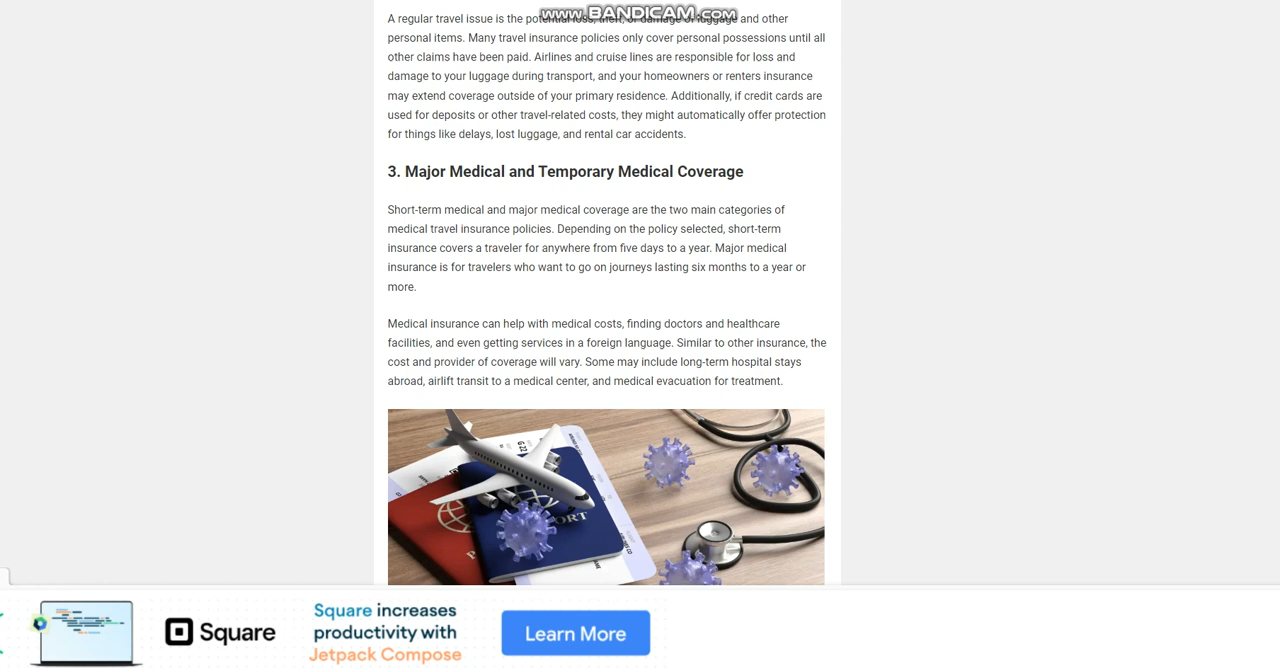 www.BANDICAM.com
A regular travel issue is the potential loss, theft, or damage of luggage and other
personal items. Many travel insurance policies only cover personal possessions until all
other claims have been paid. Airlines and cruise lines are responsible for loss and
damage to your luggage during transport, and your homeowners or renters insurance
may extend coverage outside of your primary residence. Additionally, if credit cards are
used for deposits or other travel-related costs, they might automatically offer protection
for things like delays, lost luggage, and rental car accidents.
3. Major Medical and Temporary Medical Coverage
Short-term medical and major medical coverage are the two main categories of
medical travel insurance policies. Depending on the policy selected, short-term
insurance covers a traveler for anywhere from five days to a year. Major medical
insurance is for travelers who want to go on journeys lasting six months to a year or
more.
Medical insurance can help with medical costs, finding doctors and healthcare
facilities, and even getting services in a foreign language. Similar to other insurance, the
cost and provider of coverage will vary. Some may include long-term hospital stays
abroad, airlift transit to a medical center, and medical evacuation for treatment.
G 22
Square
Square increases
productivity with
Jetpack Compose
Learn More